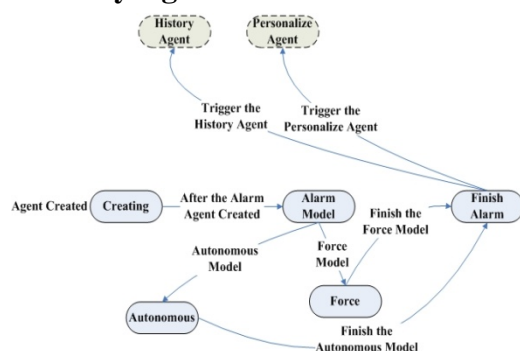 History
Agent
Personalize
Agent
Trigger the
History Agent
Trigger the
Personalize Agent
Agent Created
Creating
After the Alarm
Agent Created
Alarm
Model
Finish the
Force Model
Finish
Alarm
Autonomous
Model
Force
Model
Force
Autonomous
Finish the
Autonomous Model